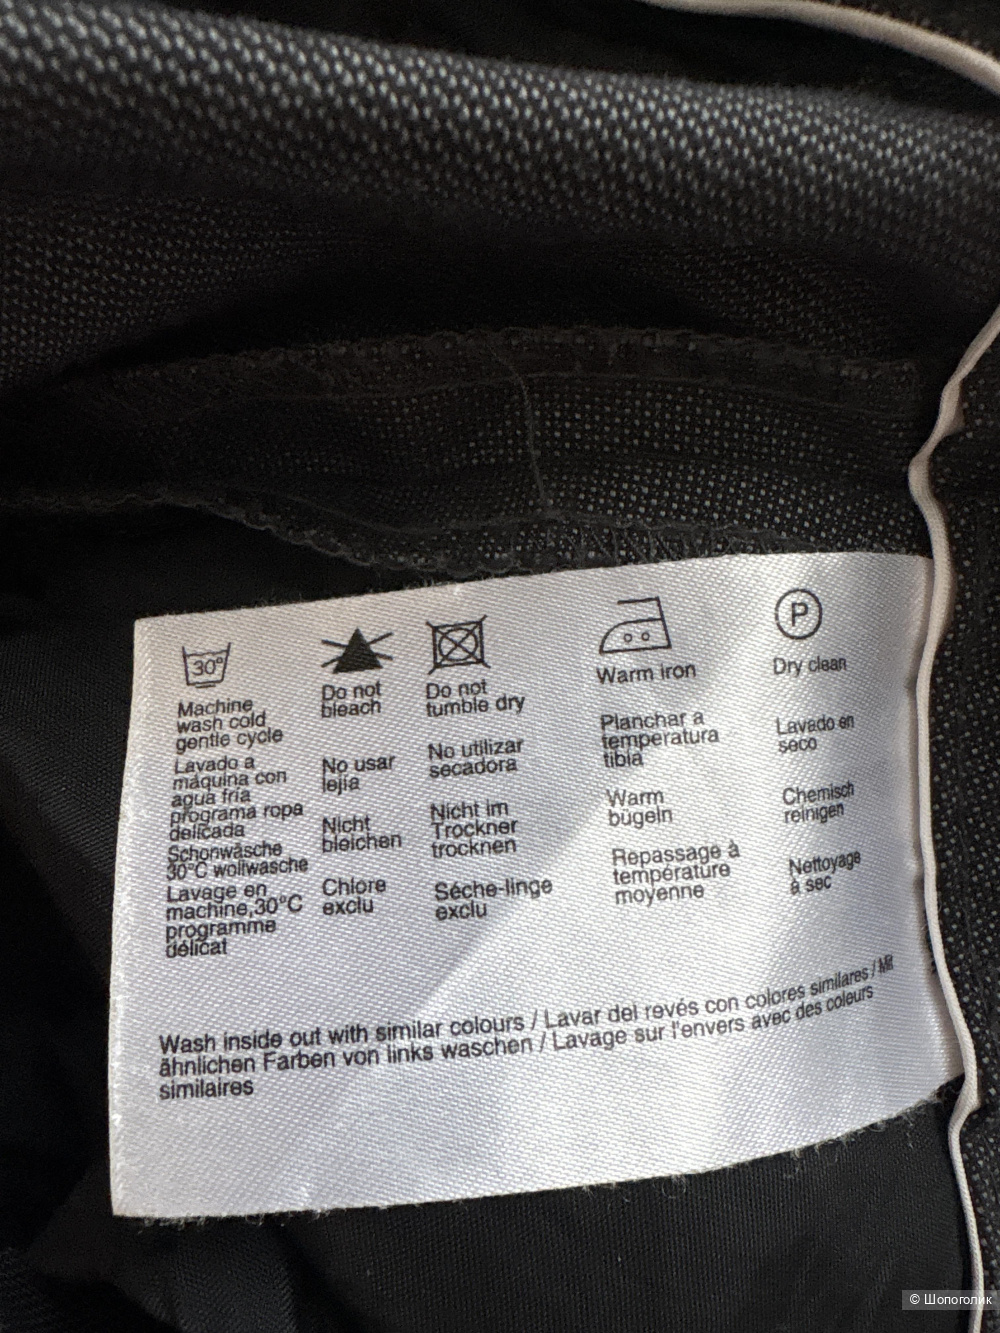 30°
P
Machine
wash cold
gentle cycle
Lavado a
máquina con
agua fria
programa ropa
delicada
Schonwäsche
30°C wollwäsche
Lavage en
machine,30°C
programme
délicat
Do not
bleach
No usar
lejia
Nicht
bleichen
Chlore
exclu
Do not
tumble dry
No utilizar
secadora
Nicht im
Trockner
trocknen
Séche-linge
exclu
Warm iron
Planchar a
temperatura
tibia
Warm
bügeln
Repassage à
température
moyenne
Dry clean
Lavado en
seco
Chemisch
reinigen
Nettoyage
à sec
Wash inside out with similar colours / Lavar del revés con colores similares / Mit
ähnlichen Farben von links waschen / Lavage sur l'envers avec des coleurs
similaires
© Шопоголик